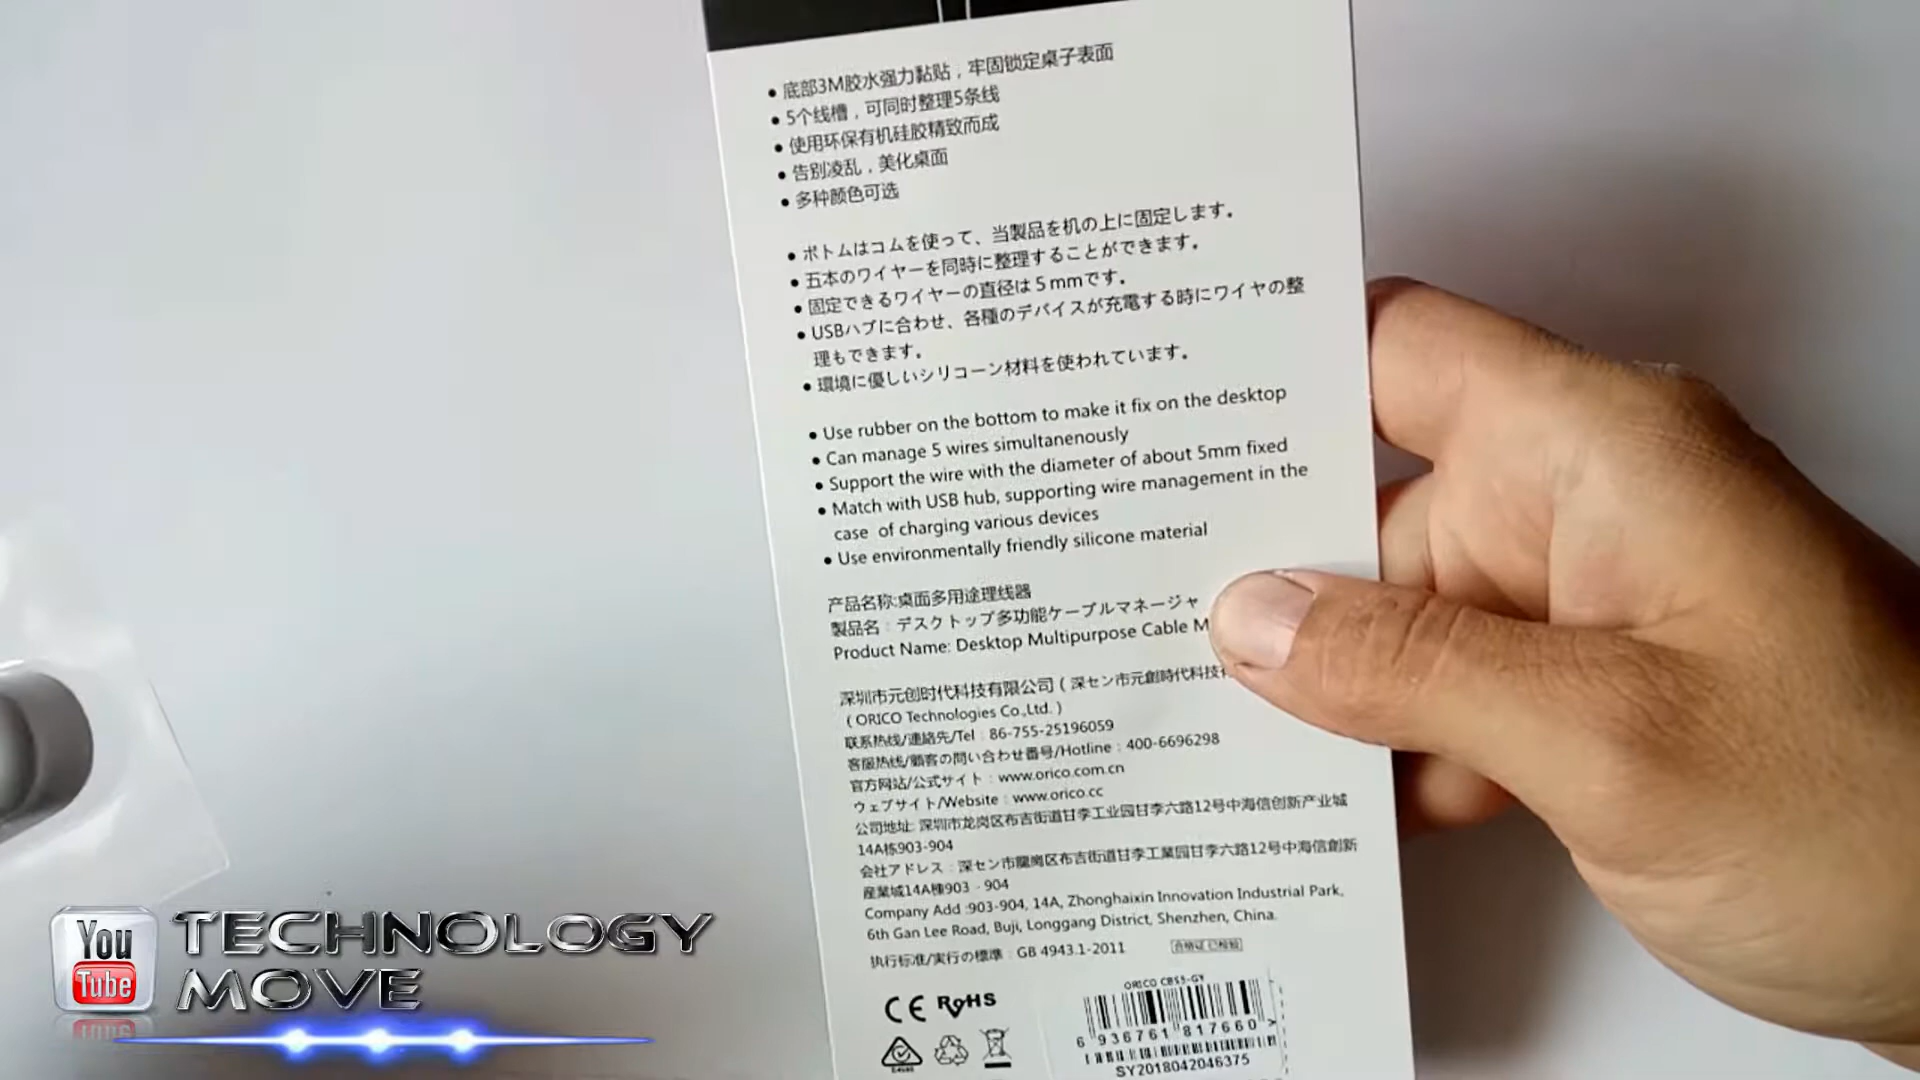 ● 底部3M胶水强力黏贴，牢固锁定桌子表面
● 5个线槽，可同时整理5条线
● 使用环保有机硅胶精致而成
● 告别凌乱，美化桌面
● 多种颜色可选
● ボトムはコムを使って、当製品を机の上に固定します。
● 五本のワイヤーを同時に整理することができます。
● 固定できるワイヤーの直径は5mmです。
● USBハブに合わせ、各種のデバイスが充電する時にワイヤの整
理もできます。
● 環境に優しいシリコーン材料を使われています。
● Use rubber on the bottom to make it fix on the desktop
● Can manage 5 wires simultanenously
● Support the wire with the diameter of about 5mm fixed
● Match with USB hub, supporting wire management in the
case of charging various devices
● Use environmentally friendly silicone material
产品名称:桌面多用途理线器
製品名：デスクトップ多功能ケーブルマネージャ
Product Name: Desktop Multipurpose Cable M
深圳市元创时代科技有限公司 ( 深セン市元創時代科技
( ORICO Technologies Co.,Ltd. )
联系热线/連絡先/Tel : 86-755-25196059
客服热线/顧客の問い合わせ番号/Hotline : 400-6696298
官方网站/公式サイト : www.orico.com.cn
ウェブサイト/Website : www.orico.cc
公司地址: 深圳市龙岗区布吉街道甘李工业园甘李六路12号中海信创新产业城
14A栋903-904
会社アドレス : 深セン市龍崗区布吉街道甘李工業园甘李六路12号中海信創新
産業城14A棟903 - 904
Company Add :903-904, 14A, Zhonghaixin Innovation Industrial Park,
6th Gan Lee Road, Buji, Longgang District, Shenzhen, China.
执行标准/実行の標準 : GB 4943.1-2011 合格证 已检验
CE RoHS
ORICO CBS5-GY
6 936761 817660 >
SY2018042046375
You Tube
TECHNOLOGY
MOVE